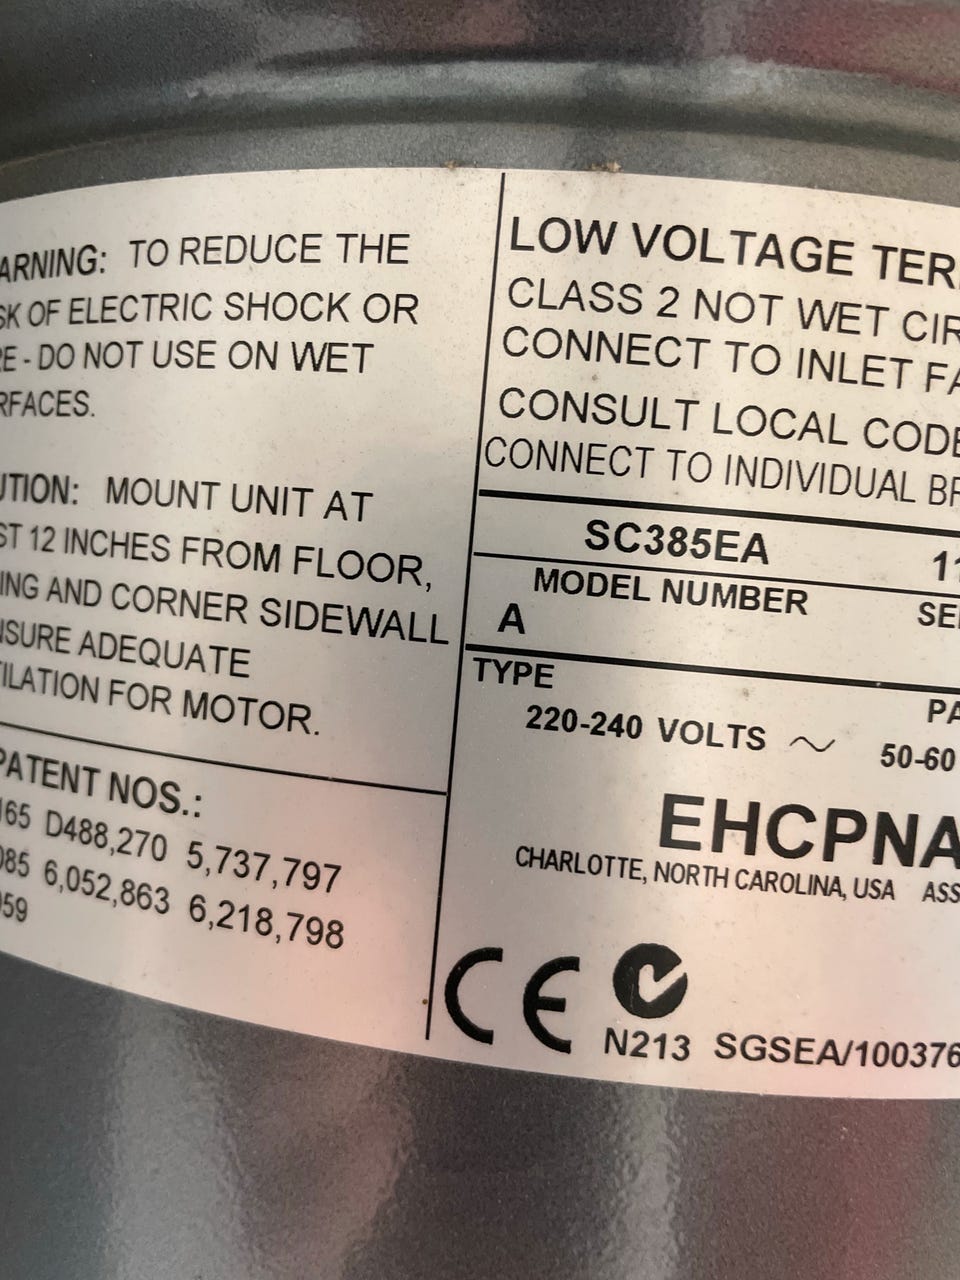 ARNING: TO REDUCE THE
SK OF ELECTRIC SHOCK OR
RE - DO NOT USE ON WET
RFACES.
UTION: MOUNT UNIT AT
ST 12 INCHES FROM FLOOR,
ING AND CORNER SIDEWALL
NSURE ADEQUATE
TILATION FOR MOTOR.
PATENT NOS.:
165 D488,270 5,737,797
085 6,052,863 6,218,798
59
LOW VOLTAGE TER
CLASS 2 NOT WET CIR
CONNECT TO INLET FA
CONSULT LOCAL CODE
CONNECT TO INDIVIDUAL BR
SC385EA 11
MODEL NUMBER SE
A
TYPE PA
220-240 VOLTS ~ 50-60
EHCPNA
CHARLOTTE, NORTH CAROLINA, USA ASS
CE
N213 SGSEA/100376